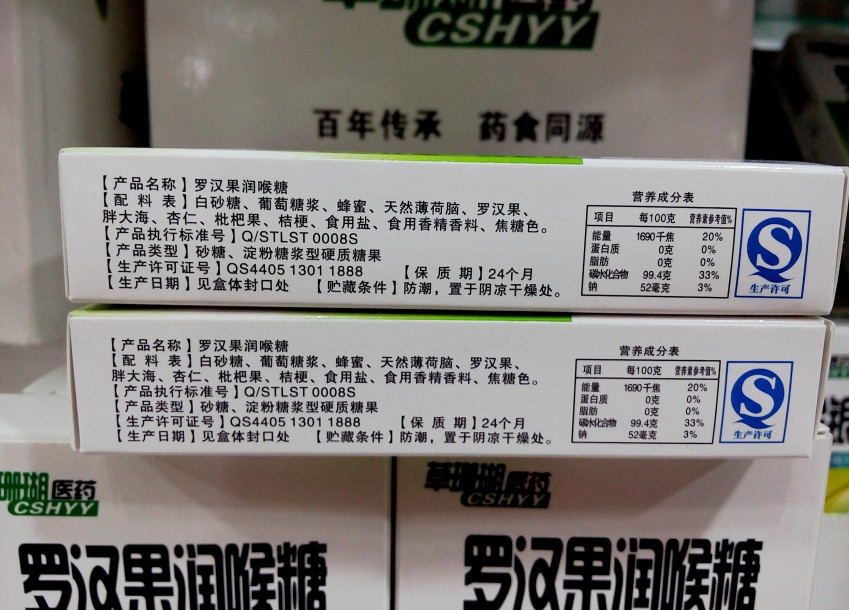 草珊瑚医药
CSHYY
百年传承 药食同源
【产品名称】罗汉果润喉糖
【配 料 表】白砂糖、葡萄糖浆、蜂蜜、天然薄荷脑、罗汉果、
胖大海、杏仁、枇杷果、桔梗、食用盐、食用香精香料、焦糖色。
【产品执行标准号】Q/STLST 0008S
【产品类型】砂糖、淀粉糖浆型硬质糖果
【生产许可证号】QS4405 1301 1888 【保 质 期】24个月
【生产日期】见盒体封口处 【贮藏条件】防潮，置于阴凉干燥处。
营养成分表
项目 每100克 营养素参考值%
能量 1690千焦 20%
蛋白质 0克 0%
脂肪 0克 0%
碳水化合物 99.4克 33%
钠 52毫克 3%
生产许可
【产品名称】罗汉果润喉糖
【配 料 表】白砂糖、葡萄糖浆、蜂蜜、天然薄荷脑、罗汉果、
胖大海、杏仁、枇杷果、桔梗、食用盐、食用香精香料、焦糖色。
【产品执行标准号】Q/STLST 0008S
【产品类型】砂糖、淀粉糖浆型硬质糖果
【生产许可证号】QS4405 1301 1888 【保 质 期】24个月
【生产日期】见盒体封口处 【贮藏条件】防潮，置于阴凉干燥处。
营养成分表
项目 每100克 营养素参考值%
能量 1690千焦 20%
蛋白质 0克 0%
脂肪 0克 0%
碳水化合物 99.4克 33%
钠 52毫克 3%
生产许可
珊瑚医药
CSHYY
罗汉果润喉糖
草珊瑚医药
CSHYY
罗汉果润喉糖